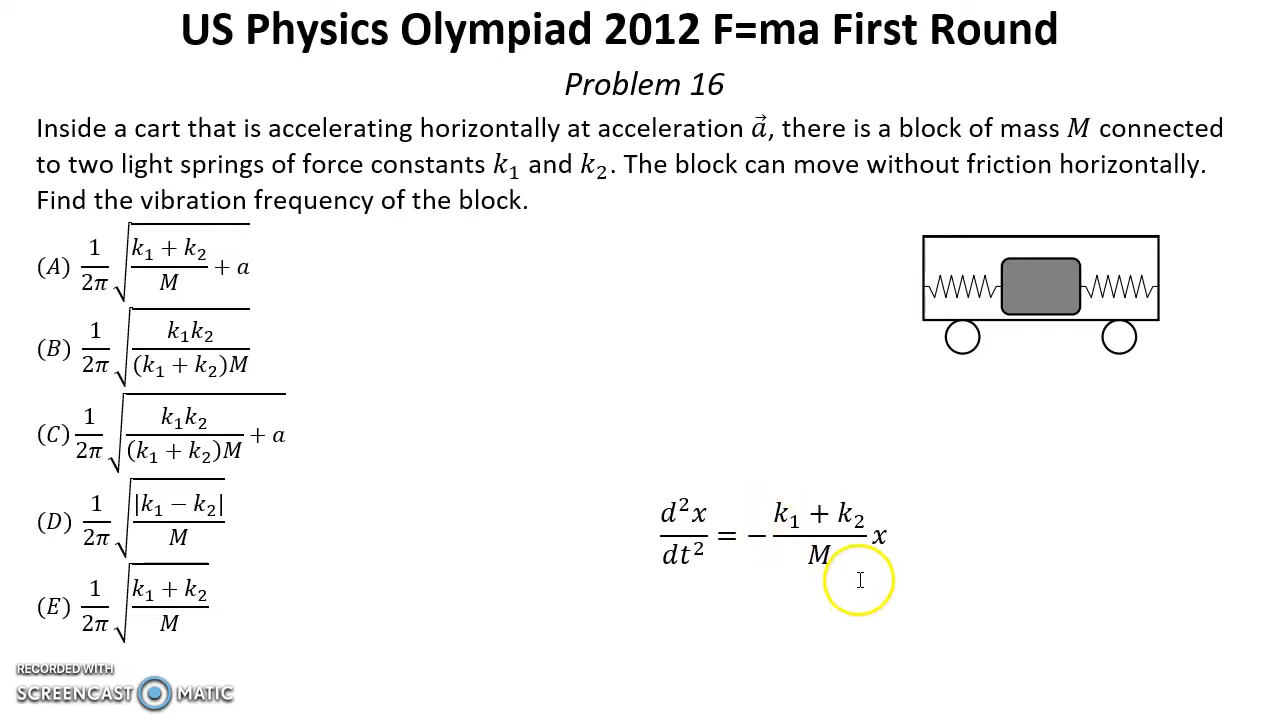 US Physics Olympiad 2012 F=ma First Round
Problem 16
Inside a cart that is accelerating horizontally at acceleration a⃗, there is a block of mass M connected
to two light springs of force constants k₁ and k₂. The block can move without friction horizontally.
Find the vibration frequency of the block.
(A) 1/2π √((k₁ + k₂)/M + a)
(B) 1/2π √(k₁k₂/((k₁ + k₂)M))
(C) 1/2π √(k₁k₂/((k₁ + k₂)M) + a)
(D) 1/2π √(|k₁ − k₂|/M)
(E) 1/2π √((k₁ + k₂)/M)
d²x/dt² = − (k₁ + k₂)/M x
RECORDED WITH
SCREENCAST MATIC